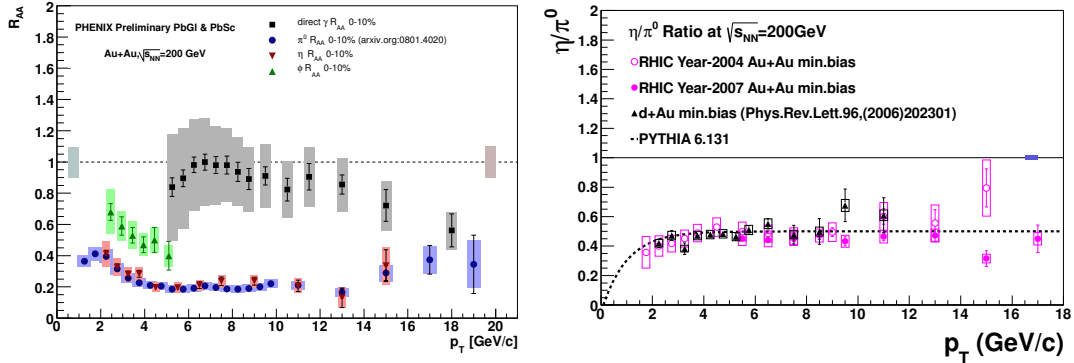 R_AA
PHENIX Preliminary PbGl & PbSc
Au+Au,√s_NN=200 GeV
direct γ R_AA 0-10%
π⁰ R_AA 0-10% (arxiv.org:0801.4020)
η R_AA 0-10%
ϕ R_AA 0-10%
2
1.8
1.6
1.4
1.2
1
0.8
0.6
0.4
0.2
0
0 2 4 6 8 10 12 14 16 18 20
p_T [GeV/c]
η/π⁰
η/π⁰ Ratio at √s_NN=200GeV
RHIC Year-2004 Au+Au min.bias
RHIC Year-2007 Au+Au min.bias
d+Au min.bias (Phys.Rev.Lett.96,(2006)202301)
PYTHIA 6.131
2
1.8
1.6
1.4
1.2
1
0.8
0.6
0.4
0.2
0
0 2 4 6 8 10 12 14 16 18
p_T (GeV/c)